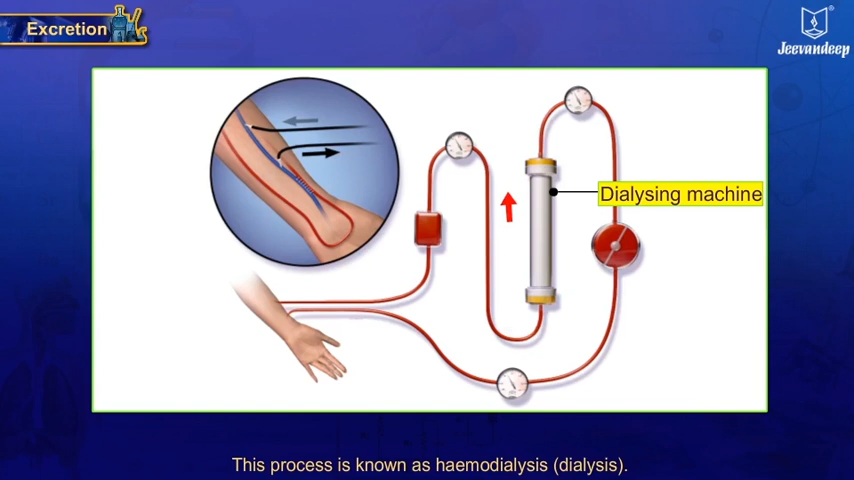 Excretion
Jeevandeep
Dialysing machine
This process is known as haemodialysis (dialysis).